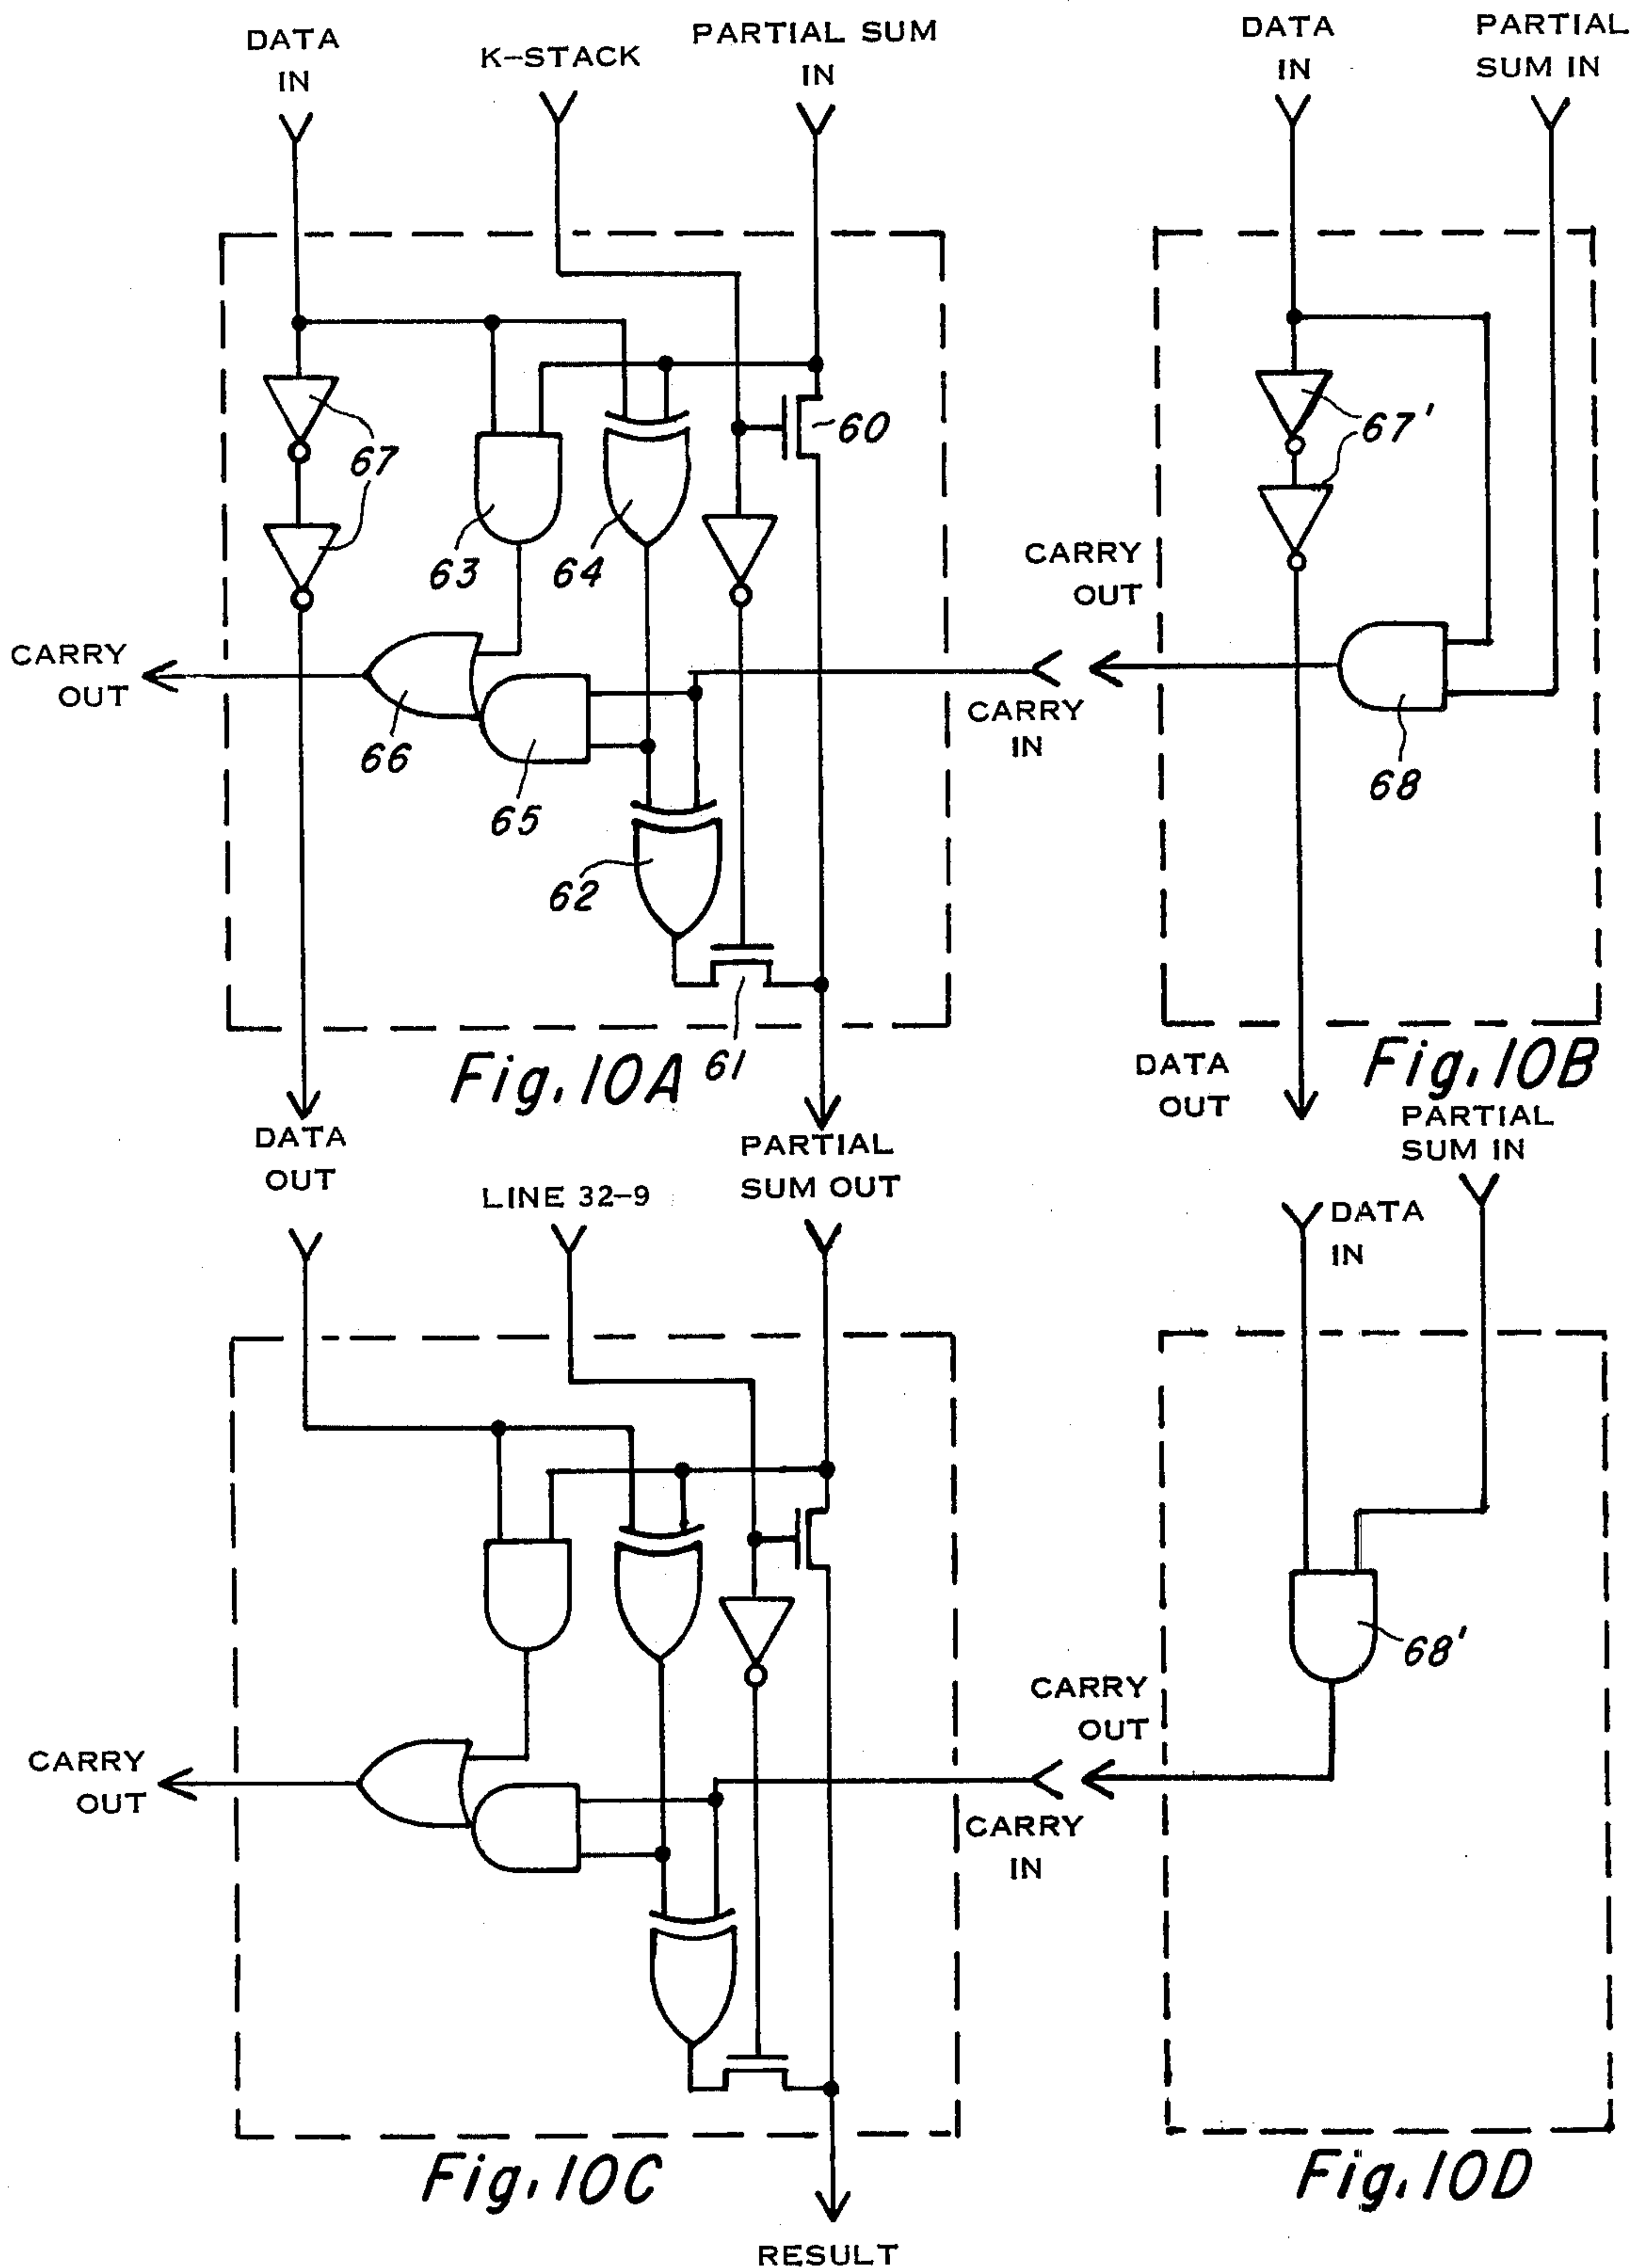 DATA
IN
K-STACK
PARTIAL SUM
IN
DATA
IN
PARTIAL
SUM IN
60
67
63
64
67'
CARRY
OUT
CARRY
OUT
66
65
CARRY
IN
68
62
61
Fig. 10A
Fig. 10B
DATA
OUT
DATA
OUT
PARTIAL
SUM OUT
PARTIAL
SUM IN
LINE 32-9
DATA
IN
68'
CARRY
OUT
CARRY
OUT
CARRY
IN
Fig. 10C
Fig. 10D
RESULT